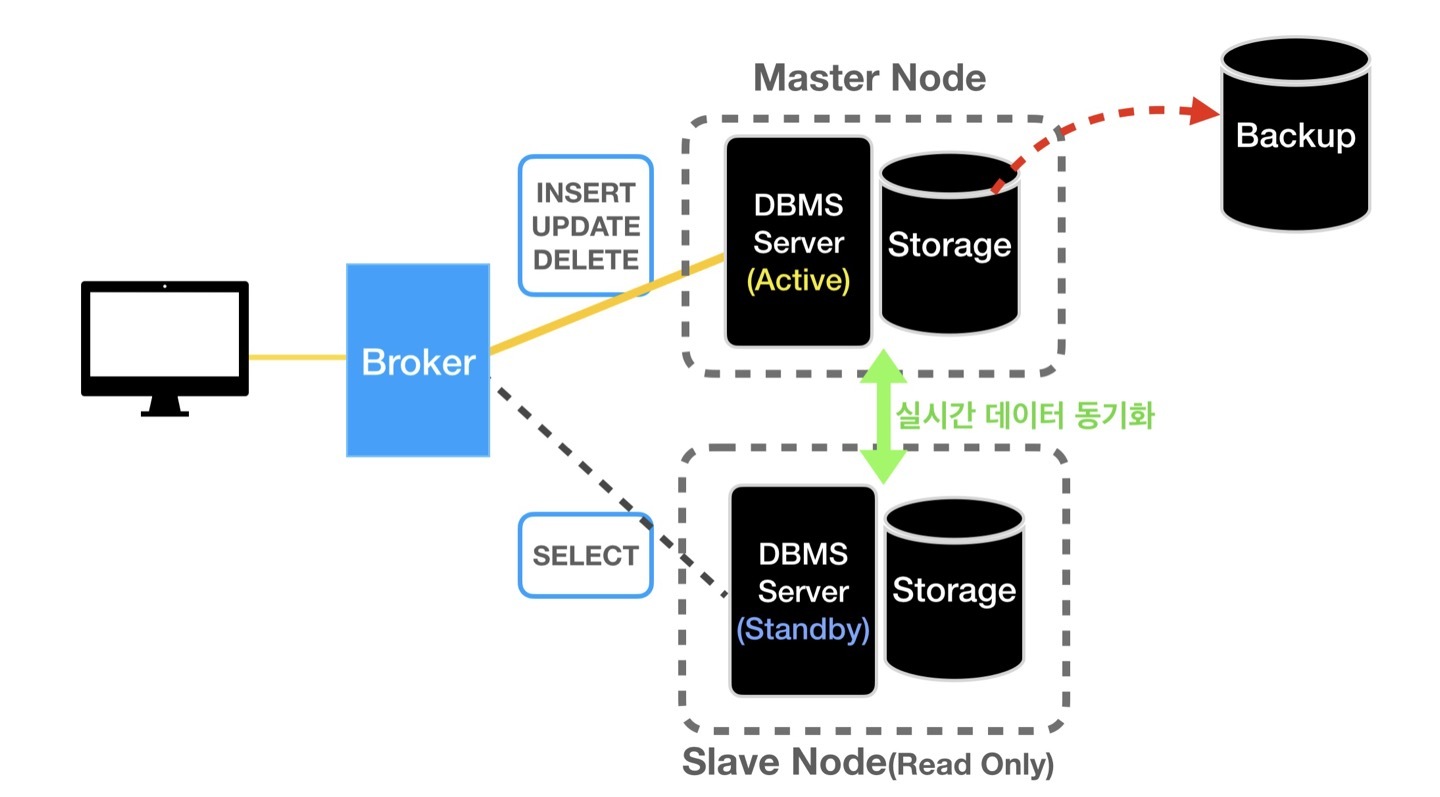 Master Node
Backup
INSERT
UPDATE
DELETE
DBMS
Server
(Active)
Storage
Broker
실시간 데이터 동기화
SELECT
DBMS
Server
(Standby)
Storage
Slave Node(Read Only)